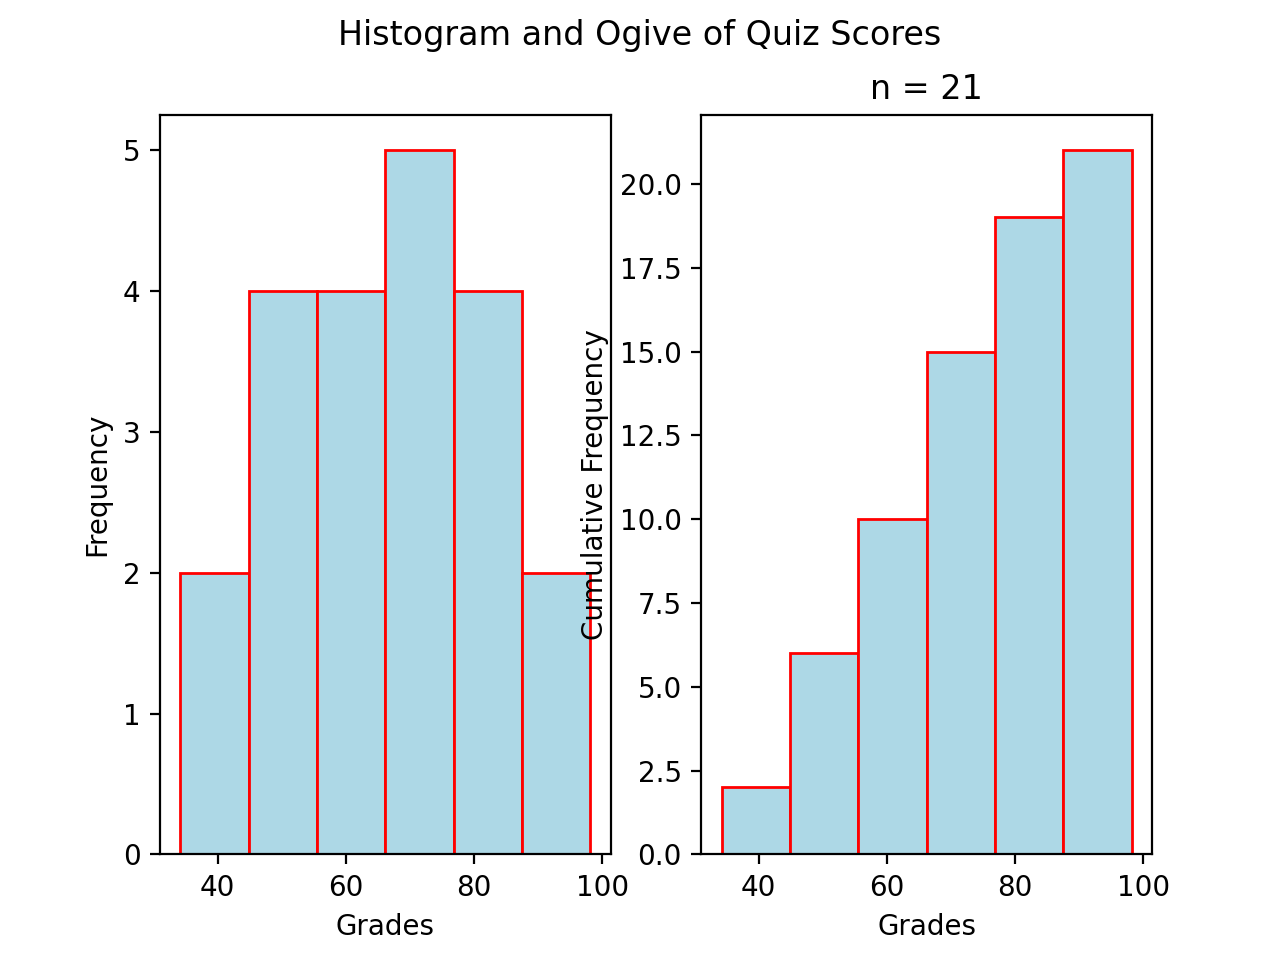 Histogram and Ogive of Quiz Scores
5
4
3
2
1
0
Frequency
40 60 80 100
Grades
n = 21
20.0
17.5
15.0
12.5
10.0
7.5
5.0
2.5
0.0
Cumulative Frequency
40 60 80 100
Grades